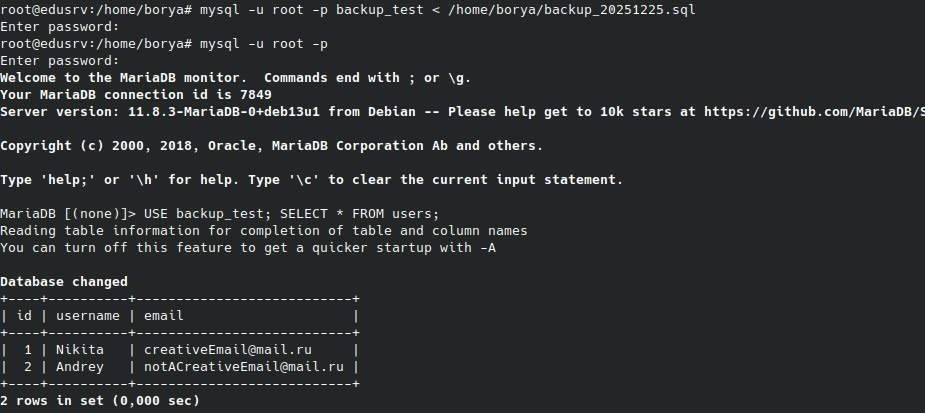 root@edusrv:/home/borya# mysql -u root -p backup_test < /home/borya/backup_20251225.sql
Enter password:
root@edusrv:/home/borya# mysql -u root -p
Enter password:
Welcome to the MariaDB monitor.  Commands end with ; or \g.
Your MariaDB connection id is 7849
Server version: 11.8.3-MariaDB-0+deb13u1 from Debian -- Please help get to 10k stars at https://github.com/MariaDB/S
Copyright (c) 2000, 2018, Oracle, MariaDB Corporation Ab and others.
Type 'help;' or '\h' for help. Type '\c' to clear the current input statement.
MariaDB [(none)]> USE backup_test; SELECT * FROM users;
Reading table information for completion of table and column names
You can turn off this feature to get a quicker startup with -A
Database changed
+----+----------+---------------------------+
| id | username | email                     |
+----+----------+---------------------------+
|  1 | Nikita   | creativeEmail@mail.ru     |
|  2 | Andrey   | notACreativeEmail@mail.ru |
+----+----------+---------------------------+
2 rows in set (0,000 sec)